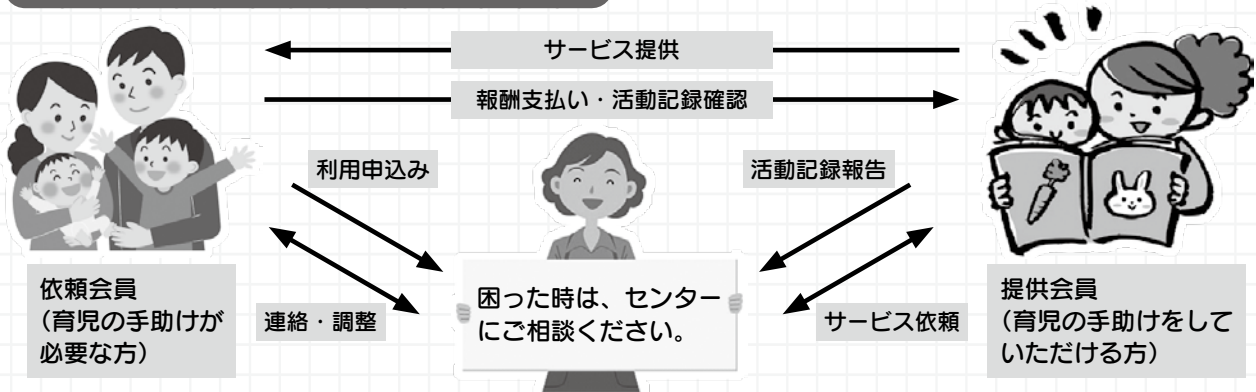 サービス提供
報酬支払い・活動記録確認
利用申込み
活動記録報告
依頼会員
（育児の手助けが
必要な方）
連絡・調整
困った時は、センター
にご相談ください。
サービス依頼
提供会員
（育児の手助けをして
いただける方）